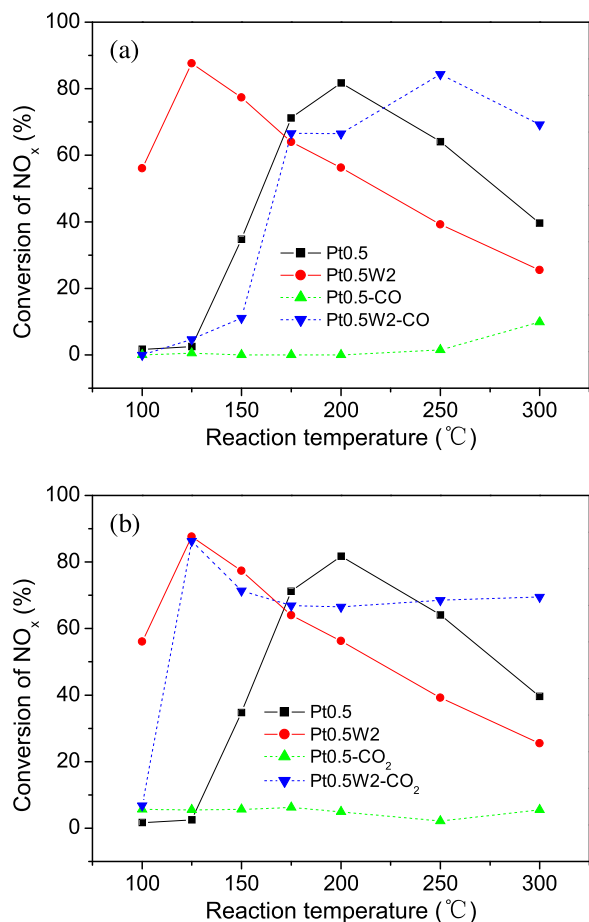 100
(a)
80
60
40
20
0
Conversion of NOx (%)
Pt0.5
Pt0.5W2
Pt0.5-CO
Pt0.5W2-CO
100 150 200 250 300
Reaction temperature (℃)
100
(b)
80
60
40
20
0
Conversion of NOx (%)
Pt0.5
Pt0.5W2
Pt0.5-CO2
Pt0.5W2-CO2
100 150 200 250 300
Reaction temperature (℃)